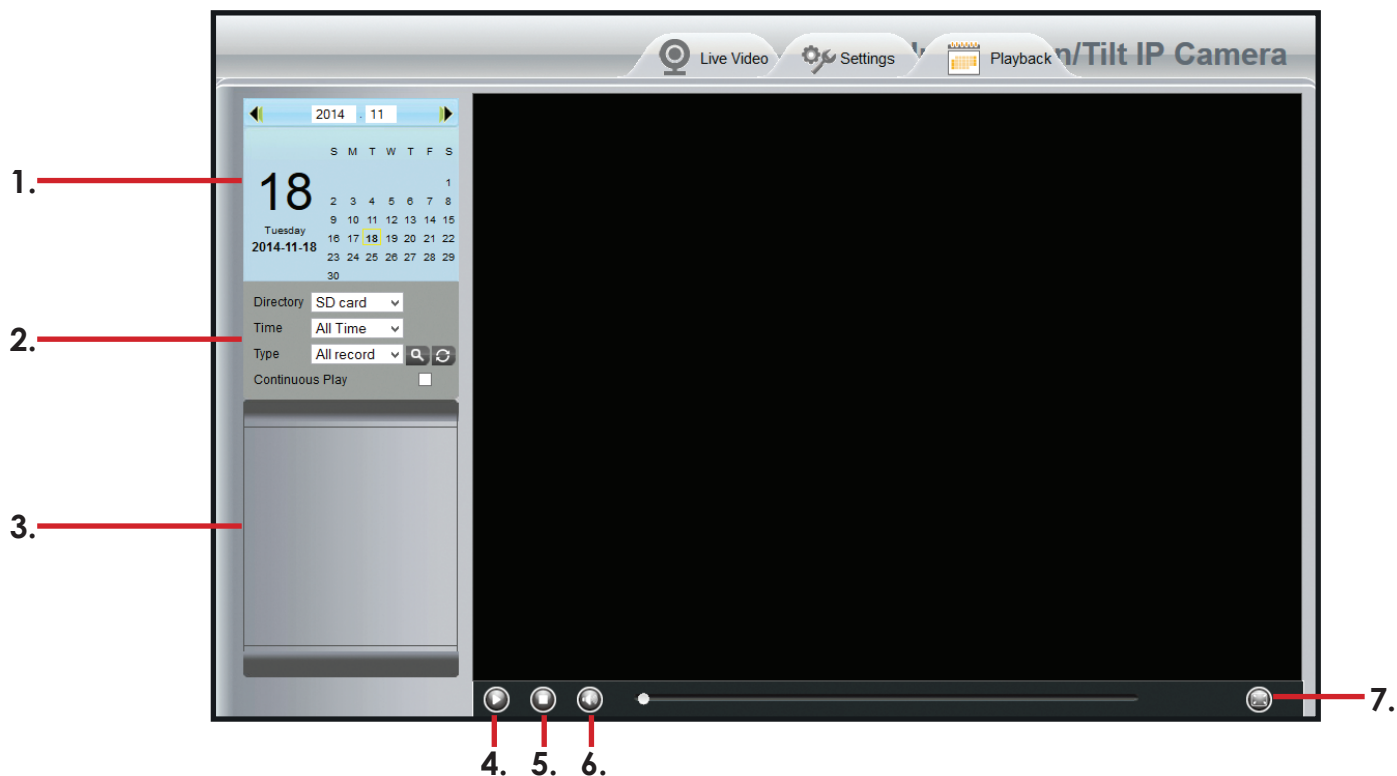 Live Video Settings Playback n/Tilt IP Camera
2014 . 11
S M T W T F S
1. 18 1
2 3 4 5 6 7 8
9 10 11 12 13 14 15
Tuesday
16 17 18 19 20 21 22
2014-11-18
23 24 25 26 27 28 29
30
Directory SD card
Time All Time
2.
Type All record
Continuous Play
3.
7.
4. 5. 6.